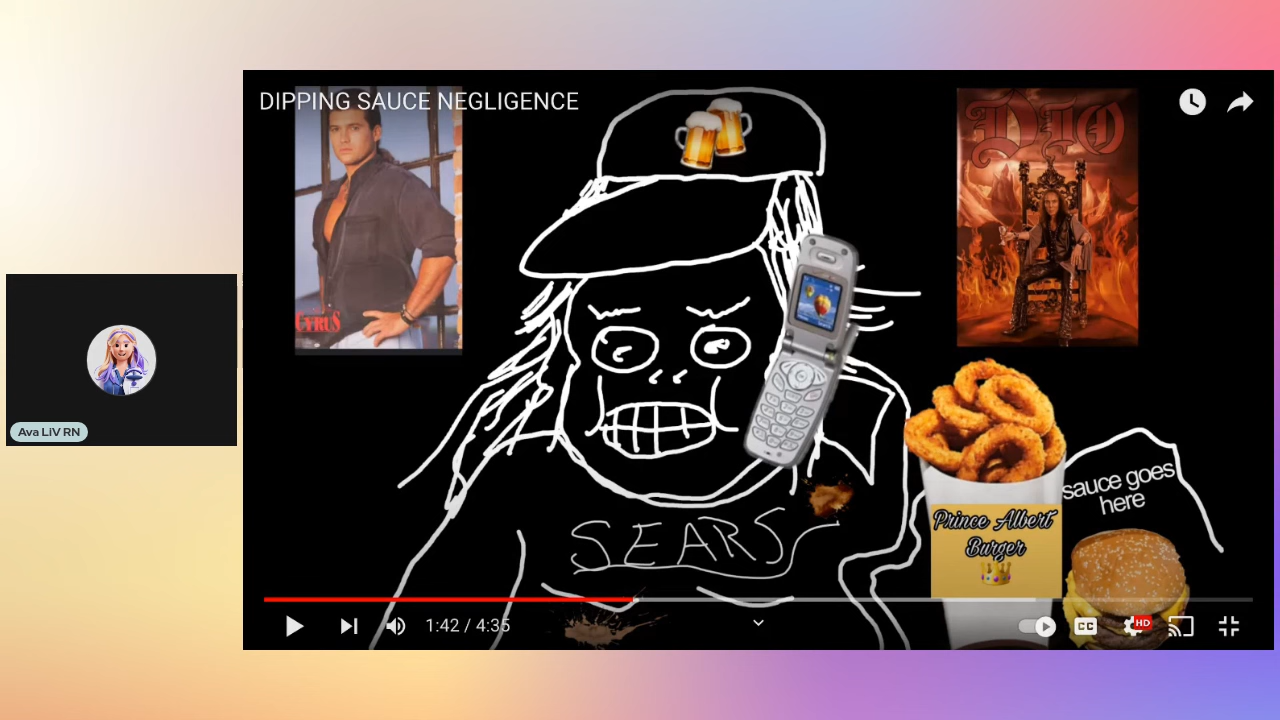 DIPPING SAUCE NEGLIGENCE
DIO
CYRUS
Ava LiV RN
sauce goes
here
SEARS
Prince Albert
Burger
1:42 / 4:35
CC
HD